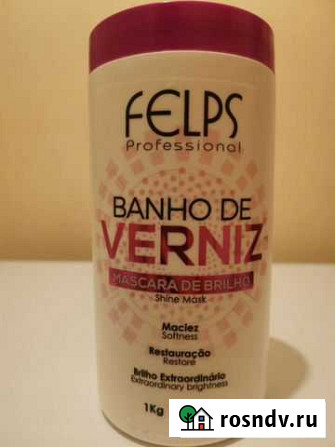 FELPS
Professional
BANHO DE
VERNIZ
MÁSCARA DE BRILHO
Shine Mask
Maciez
Softness
Restauração
Restore
Brilho Extraordinário
Extraordinary brightness
1Kg
rosndv.ru